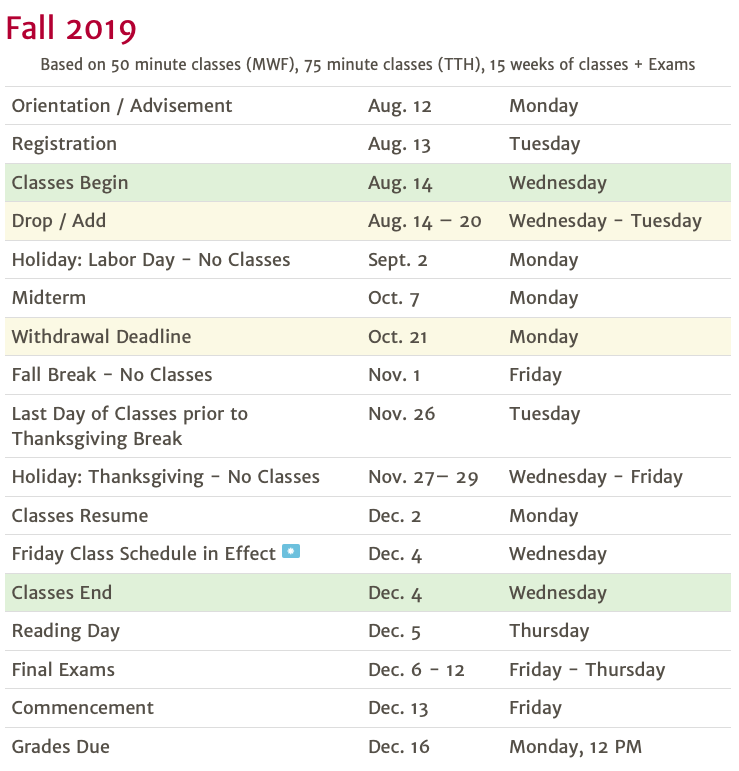 Fall 2019
Based on 50 minute classes (MWF), 75 minute classes (TTH), 15 weeks of classes + Exams
Orientation / Advisement Aug. 12 Monday
Registration Aug. 13 Tuesday
Classes Begin Aug. 14 Wednesday
Drop / Add Aug. 14 – 20 Wednesday - Tuesday
Holiday: Labor Day - No Classes Sept. 2 Monday
Midterm Oct. 7 Monday
Withdrawal Deadline Oct. 21 Monday
Fall Break - No Classes Nov. 1 Friday
Last Day of Classes prior to Nov. 26 Tuesday
Thanksgiving Break
Holiday: Thanksgiving - No Classes Nov. 27– 29 Wednesday - Friday
Classes Resume Dec. 2 Monday
Friday Class Schedule in Effect Dec. 4 Wednesday
Classes End Dec. 4 Wednesday
Reading Day Dec. 5 Thursday
Final Exams Dec. 6 - 12 Friday - Thursday
Commencement Dec. 13 Friday
Grades Due Dec. 16 Monday, 12 PM